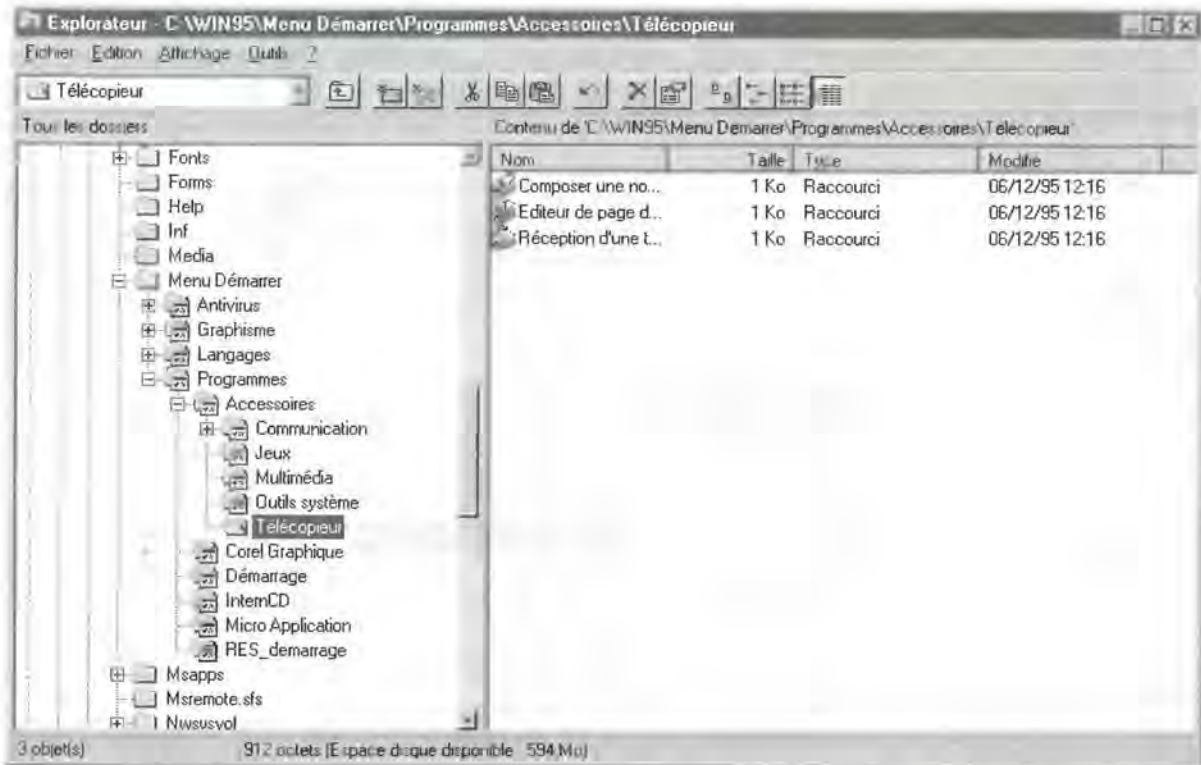 Explorateur - C:\WIN95\Menu Démarrer\Programmes\Accessoires\Télécopieur
Fichier Edition Affichage Outils ?
Télécopieur
Tous les dossiers
Contenu de 'C:\WIN95\Menu Démarrer\Programmes\Accessoires\Télécopieur'
Fonts
Forms
Help
Inf
Media
Menu Démarrer
Antivirus
Graphisme
Langages
Programmes
Accessoires
Communication
Jeux
Multimédia
Outils système
Télécopieur
Corel Graphique
Démarrage
InternCD
Micro Application
RES_demarrage
Msapps
Msremote.sfs
Nwsusvol
Nom Taille Type Modifié
Composer une no... 1 Ko Raccourci 06/12/95 12:16
Editeur de page d... 1 Ko Raccourci 06/12/95 12:16
Réception d'une t... 1 Ko Raccourci 06/12/95 12:16
3 objet(s) 912 octets (Espace disque disponible : 594 Mo)